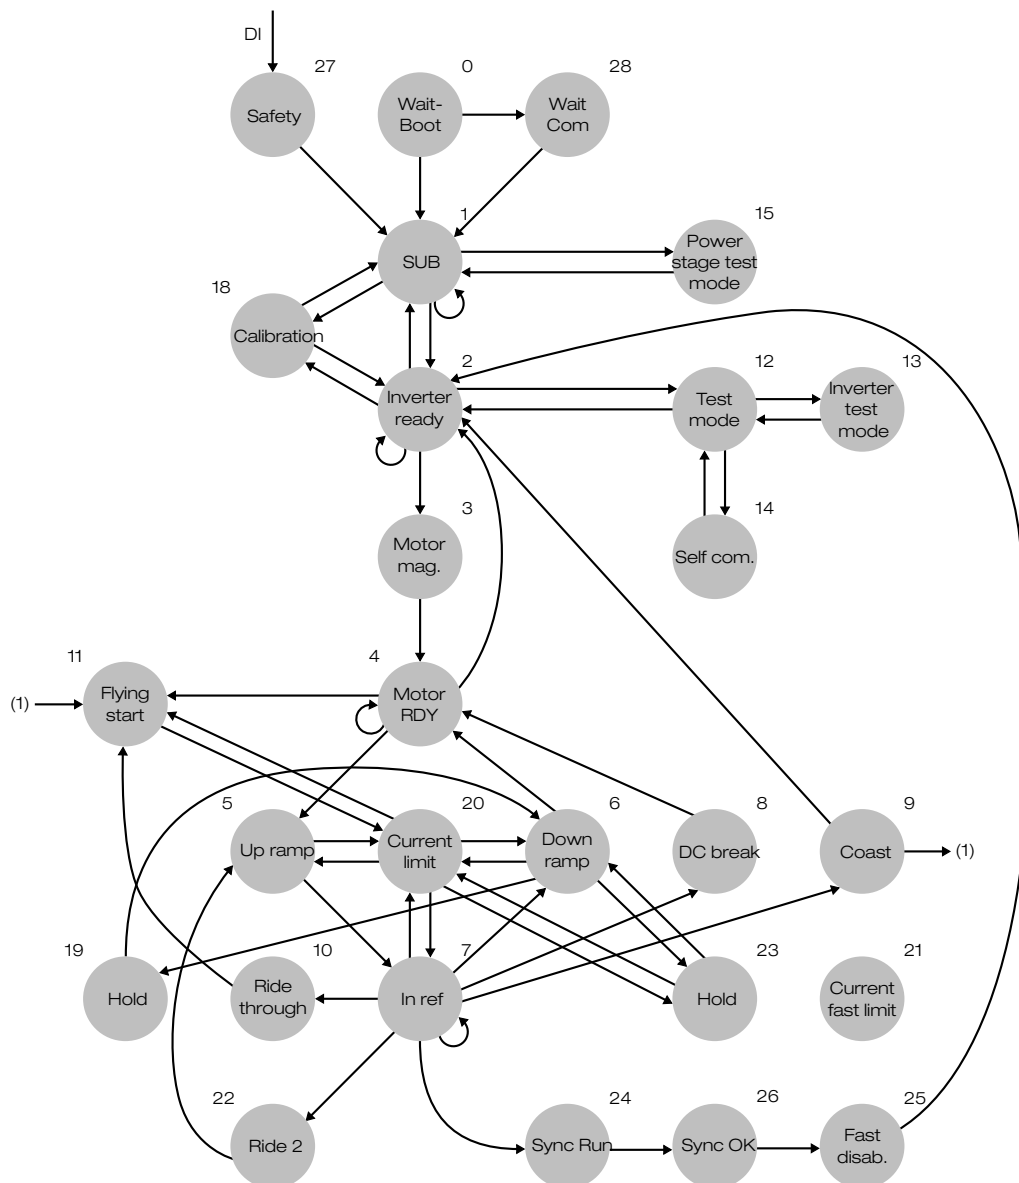 DI
27
0
28
Safety
Wait-
Boot
Wait
Com
1
15
SUB
Power
stage test
mode
18
Calibration
2
12
13
Inverter
ready
Test
mode
Inverter
test
mode
3
14
Motor
mag.
Self com.
11
4
(1)
Flying
start
Motor
RDY
5
20
6
8
9
Up ramp
Current
limit
Down
ramp
DC break
Coast
(1)
19
10
7
23
21
Hold
Ride
through
In ref
Hold
Current
fast limit
22
24
26
25
Ride 2
Sync Run
Sync OK
Fast
disab.